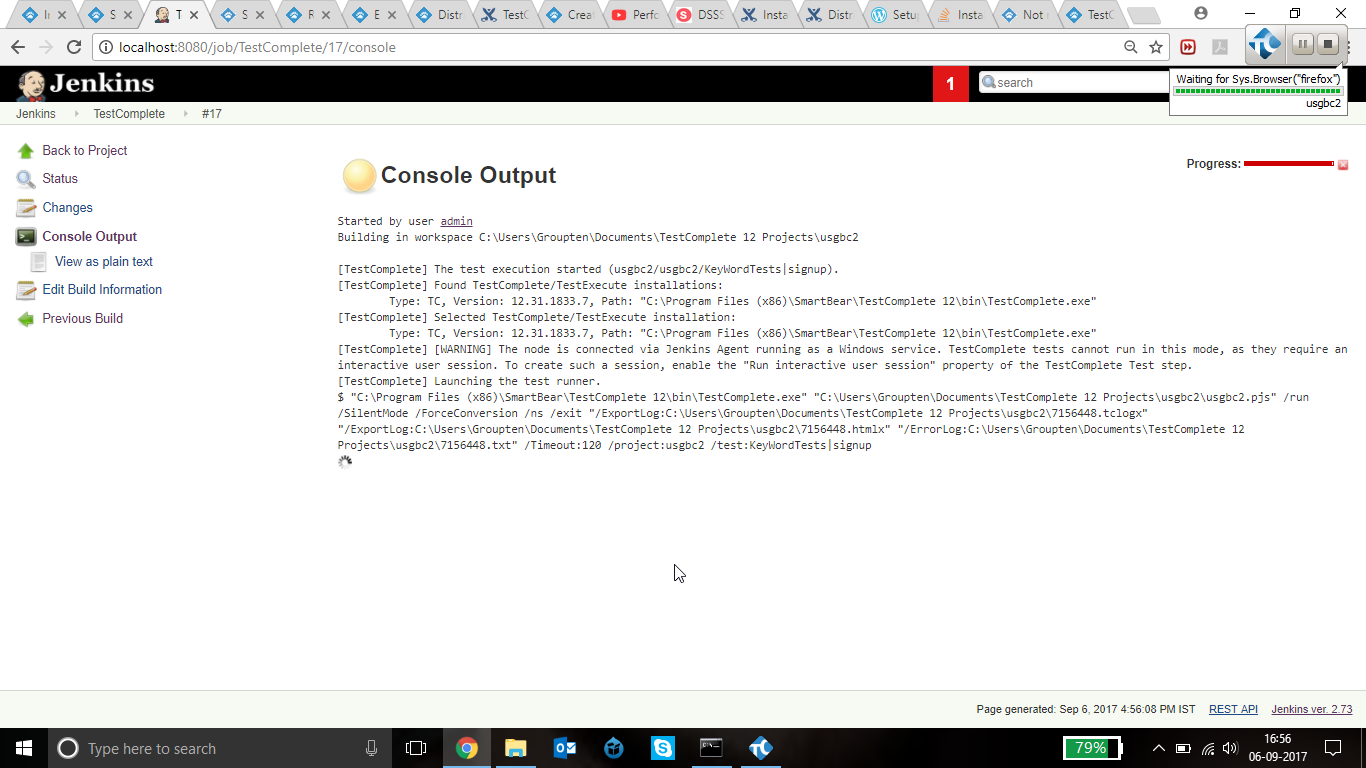 In
S
T
S
R
E
Distr
TestC
Creat
Perfo
DSSS
Insta
Distr
Setup
Insta
Not
TestC
localhost:8080/job/TestComplete/17/console
Jenkins
1
search
Waiting for Sys.Browser("firefox")
usgbc2
Jenkins
TestComplete
#17
Back to Project
Status
Changes
Console Output
View as plain text
Edit Build Information
Previous Build
Console Output
Progress:
Started by user admin
Building in workspace C:\Users\Groupten\Documents\TestComplete 12 Projects\usgbc2
[TestComplete] The test execution started (usgbc2/usgbc2/KeyWordTests|signup).
[TestComplete] Found TestComplete/TestExecute installations:
Type: TC, Version: 12.31.1833.7, Path: "C:\Program Files (x86)\SmartBear\TestComplete 12\bin\TestComplete.exe"
[TestComplete] Selected TestComplete/TestExecute installation:
Type: TC, Version: 12.31.1833.7, Path: "C:\Program Files (x86)\SmartBear\TestComplete 12\bin\TestComplete.exe"
[TestComplete] [WARNING] The node is connected via Jenkins Agent running as a Windows service. TestComplete tests cannot run in this mode, as they require an
interactive user session. To create such a session, enable the "Run interactive user session" property of the TestComplete Test step.
[TestComplete] Launching the test runner.
$ "C:\Program Files (x86)\SmartBear\TestComplete 12\bin\TestComplete.exe" "C:\Users\Groupten\Documents\TestComplete 12 Projects\usgbc2\usgbc2.pjs" /run
/SilentMode /ForceConversion /ns /exit "/ExportLog:C:\Users\Groupten\Documents\TestComplete 12 Projects\usgbc2\7156448.tclogx"
"/ExportLog:C:\Users\Groupten\Documents\TestComplete 12 Projects\usgbc2\7156448.htmlx" "/ErrorLog:C:\Users\Groupten\Documents\TestComplete 12
Projects\usgbc2\7156448.txt" /Timeout:120 /project:usgbc2 /test:KeyWordTests|signup
Page generated: Sep 6, 2017 4:56:08 PM IST
REST API
Jenkins ver. 2.73
Type here to search
79%
16:56
06-09-2017